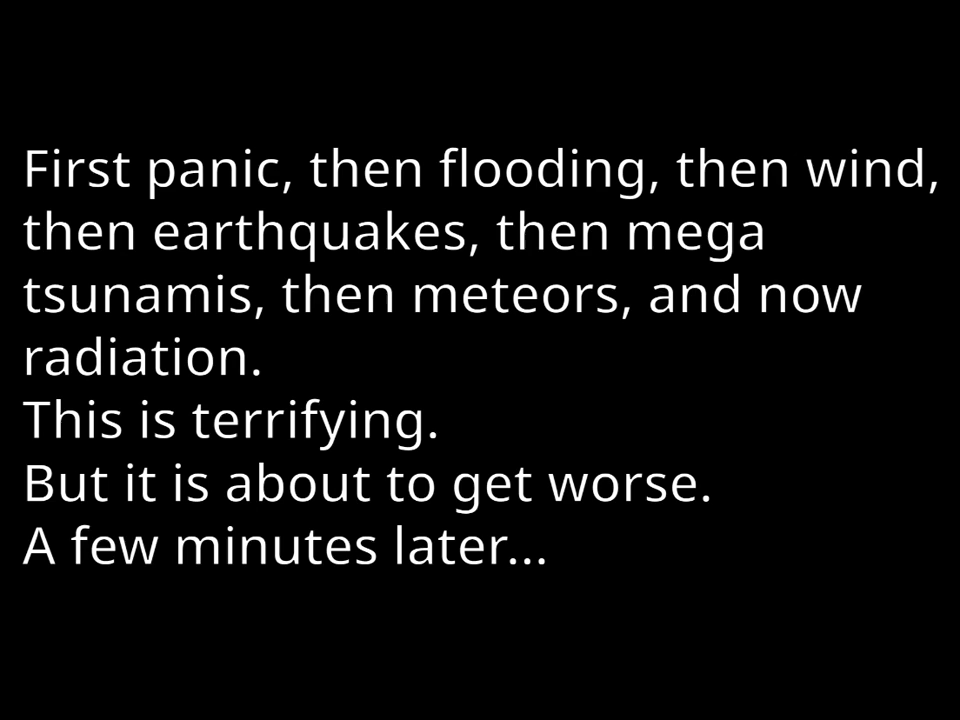 First panic, then flooding, then wind,
then earthquakes, then mega
tsunamis, then meteors, and now
radiation.
This is terrifying.
But it is about to get worse.
A few minutes later...